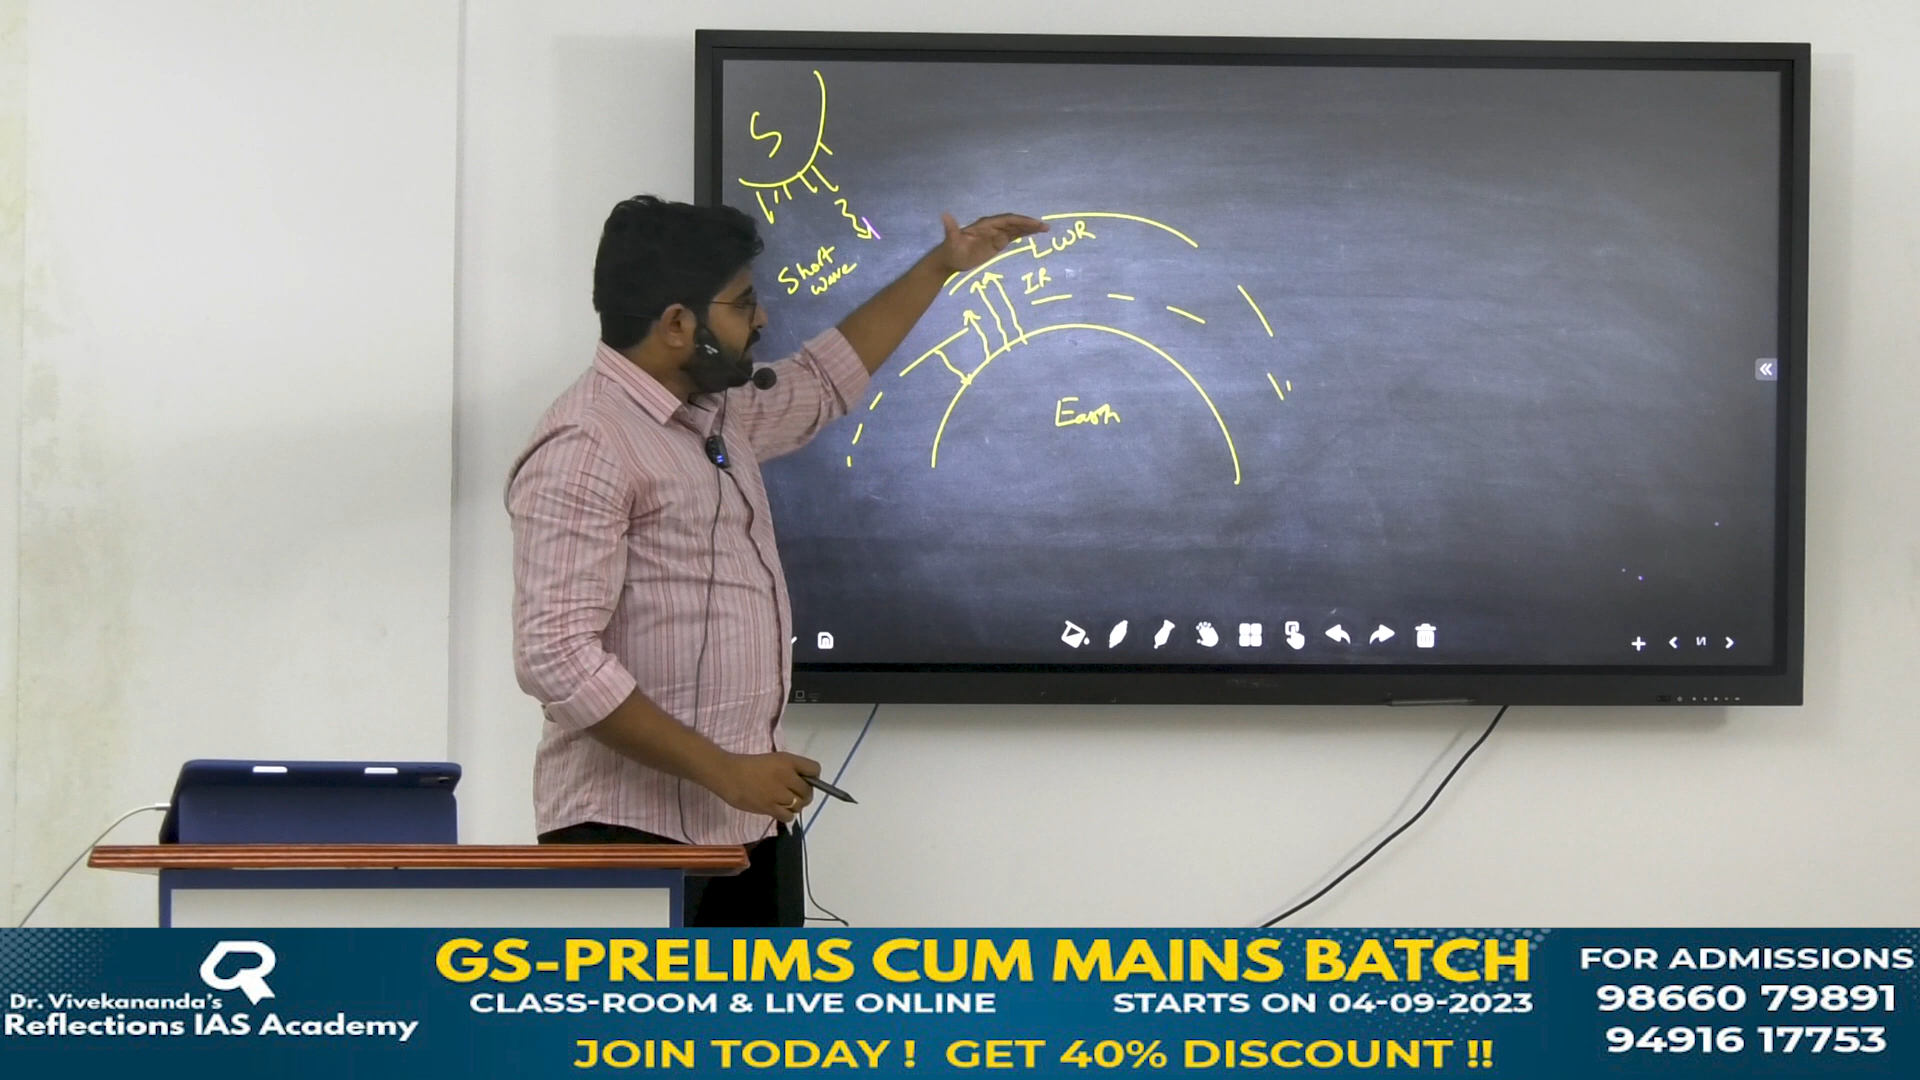 S
Short
wave
LWR
IR
Earth
Dr. Vivekananda's
Reflections IAS Academy
GS-PRELIMS CUM MAINS BATCH
CLASS-ROOM & LIVE ONLINE STARTS ON 04-09-2023
JOIN TODAY ! GET 40% DISCOUNT !!
FOR ADMISSIONS
98660 79891
94916 17753